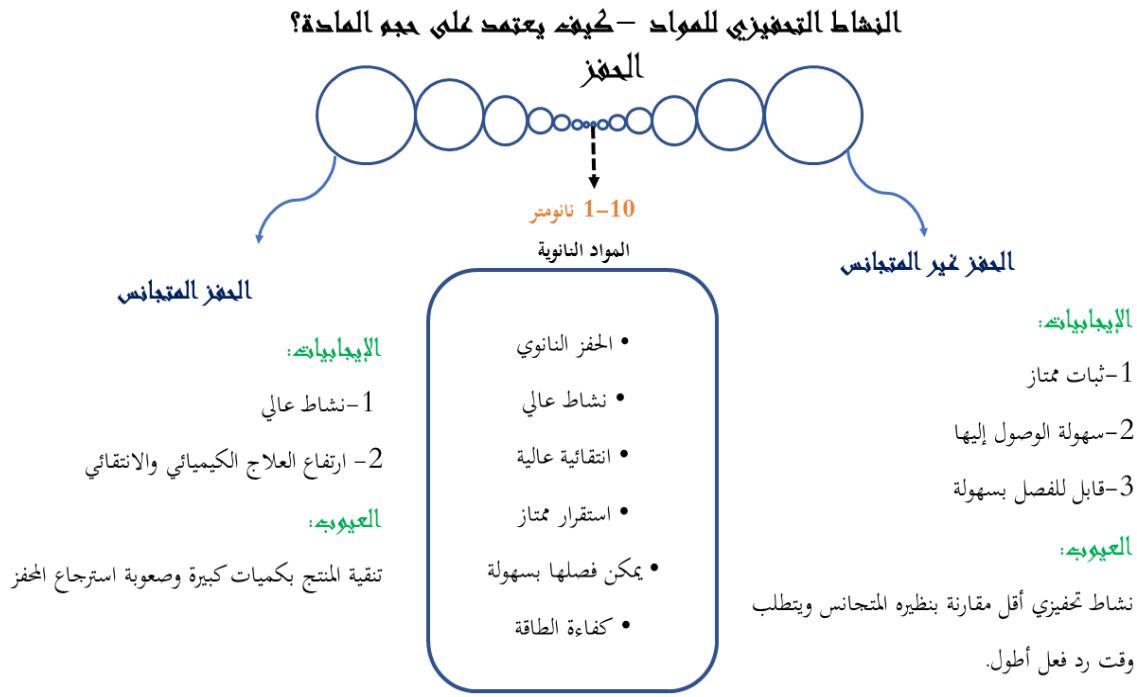 النشاط التحفيزي للمواد –كيف يعتمد على حجم المادة؟
الحفز
1-10 نانومتر
المواد النانوية
الحفز غير المتجانس
الإيجابيات:
1-ثبات ممتاز
2-سهولة الوصول إليها
3-قابل للفصل بسهولة
العيوب:
نشاط تحفيزي أقل مقارنة بنظيره المتجانس ويتطلب
وقت رد فعل أطول.
• الحفز النانوي
• نشاط عالي
• انتقائية عالية
• استقرار ممتاز
• يمكن فصلها بسهولة
• كفاءة الطاقة
الحفز المتجانس
الإيجابيات:
1-نشاط عالي
2- ارتفاع العلاج الكيميائي والانتقائي
العيوب:
تنقية المنتج بكميات كبيرة وصعوبة استرجاع المحفز